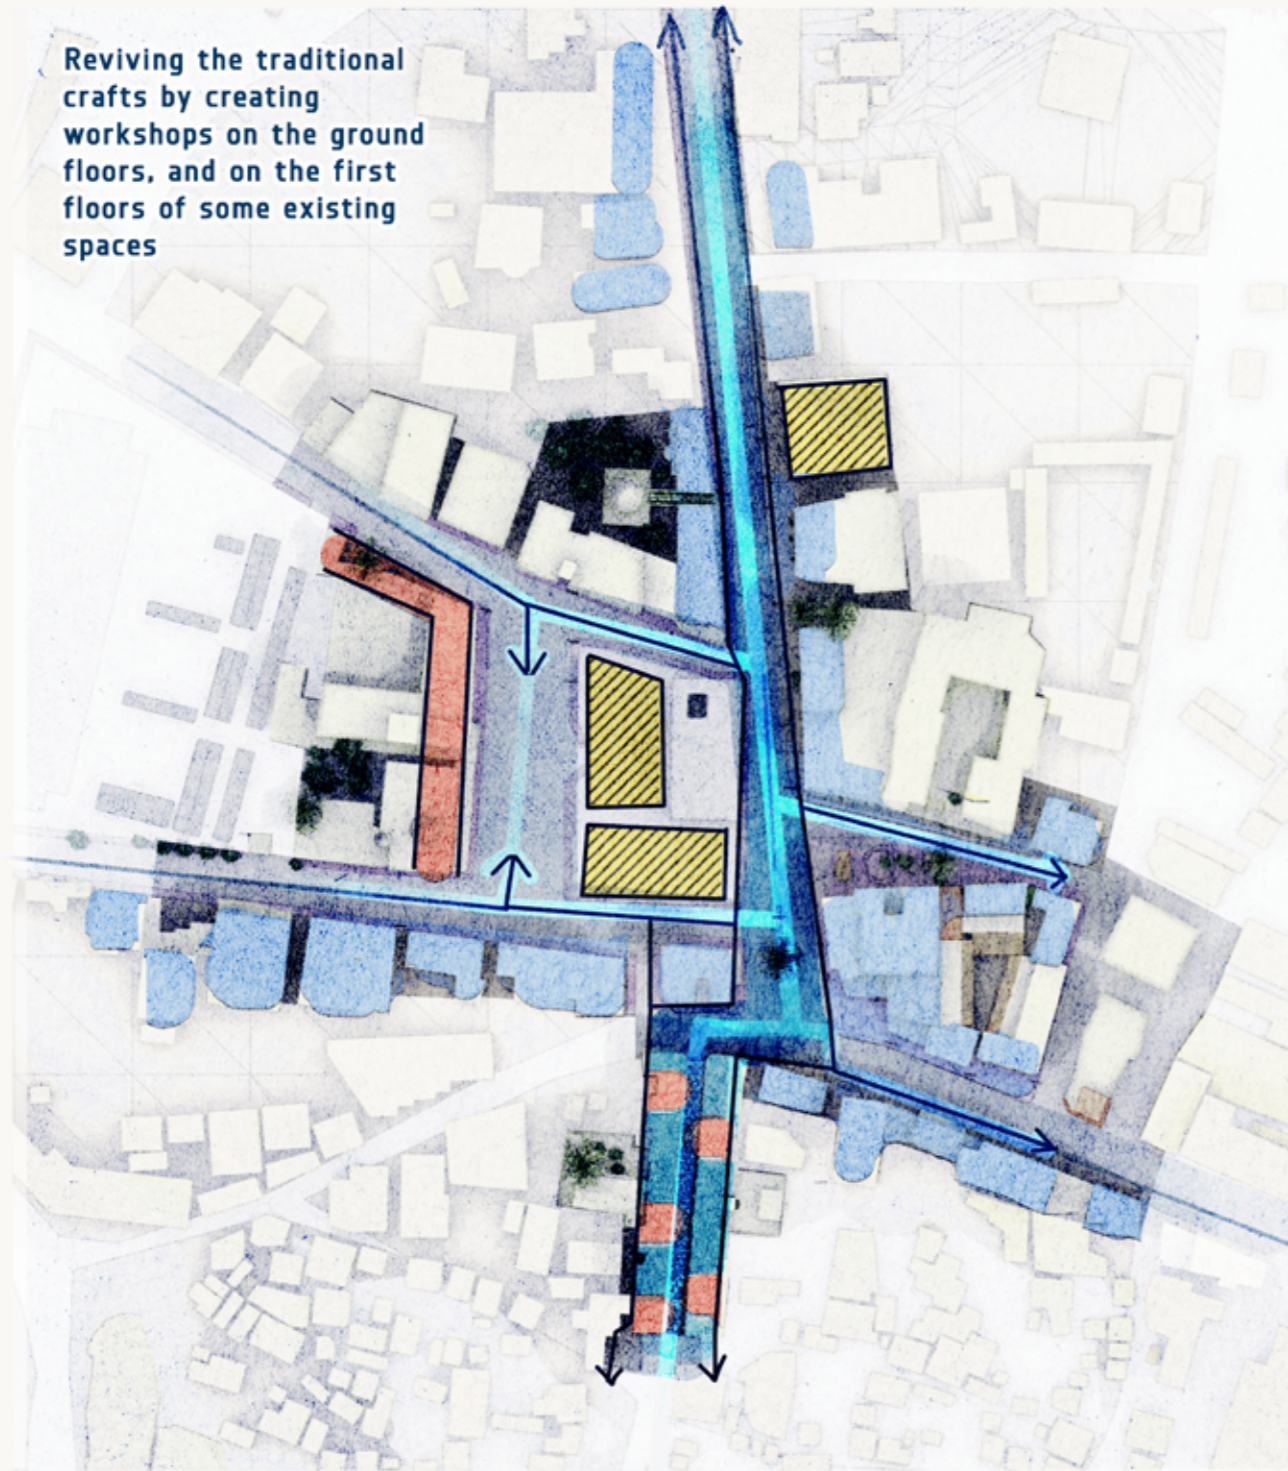 Reviving the traditional
crafts by creating
workshops on the ground
floors, and on the first
floors of some existing
spaces